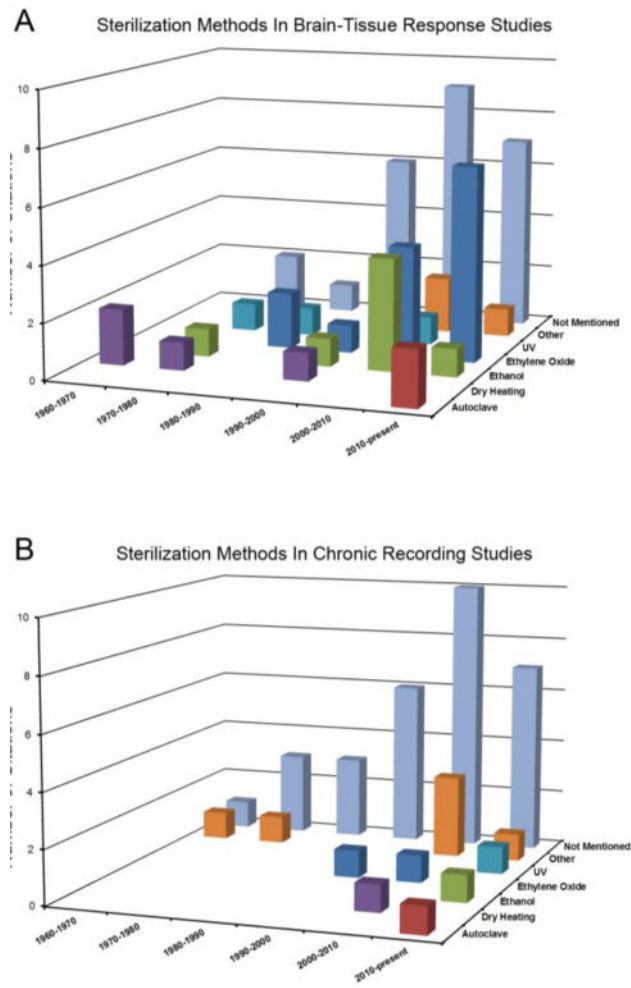 A
Sterilization Methods In Brain-Tissue Response Studies
10
8
6
4
2
0
1960-1970
1970-1980
1980-1990
1990-2000
2000-2010
2010-present
Not Mentioned
Other
UV
Ethylene Oxide
Ethanol
Dry Heating
Autoclave
B
Sterilization Methods In Chronic Recording Studies
10
8
6
4
2
0
1960-1970
1970-1980
1980-1990
1990-2000
2000-2010
2010-present
Not Mentioned
Other
UV
Ethylene Oxide
Ethanol
Dry Heating
Autoclave